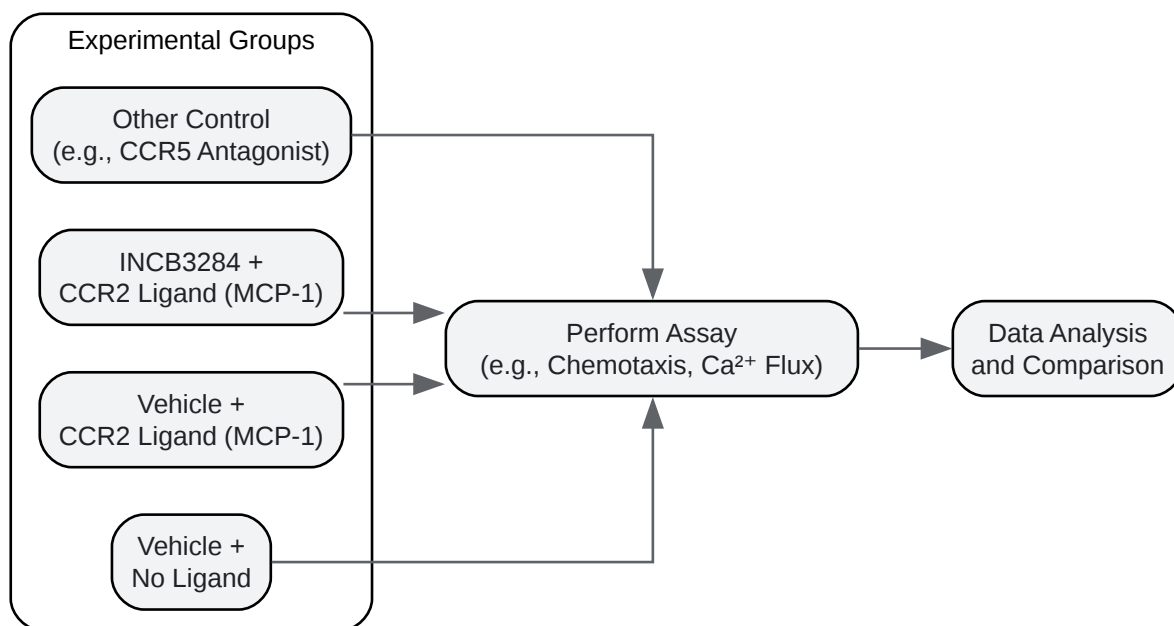 Experimental Groups
Other Control
(e.g., CCR5 Antagonist)
INCB3284 +
CCR2 Ligand (MCP-1)
Vehicle +
CCR2 Ligand (MCP-1)
Vehicle +
No Ligand
Perform Assay
(e.g., Chemotaxis, Ca²⁺ Flux)
Data Analysis
and Comparison